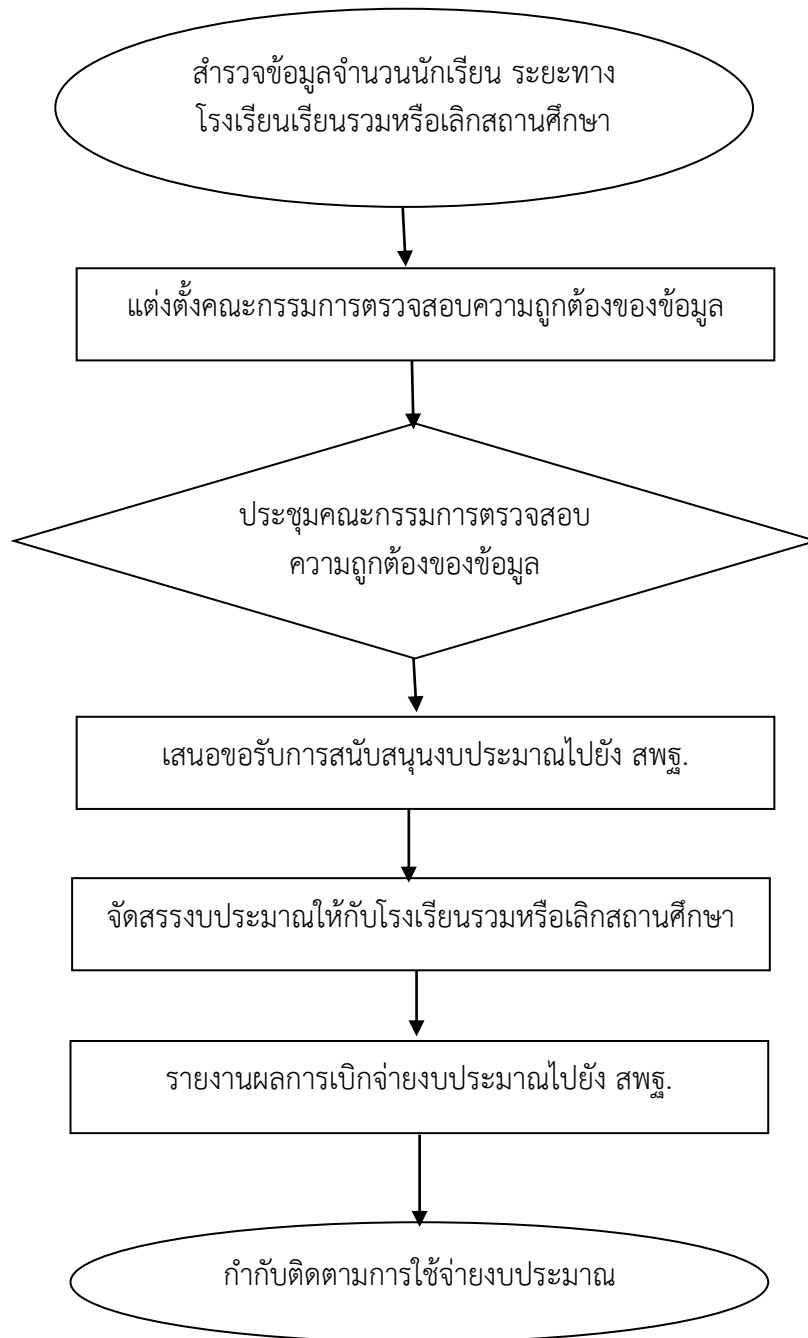 สำรวจข้อมูลจำนวนนักเรียน ระยะทาง
โรงเรียนเรียนรวมหรือเลิกสถานศึกษา
แต่งตั้งคณะกรรมการตรวจสอบความถูกต้องของข้อมูล
ประชุมคณะกรรมการตรวจสอบ
ความถูกต้องของข้อมูล
เสนอขอรับการสนับสนุนงบประมาณไปยัง สพฐ.
จัดสรรงบประมาณให้กับโรงเรียนรวมหรือเลิกสถานศึกษา
รายงานผลการเบิกจ่ายงบประมาณไปยัง สพฐ.
กำกับติดตามการใช้จ่ายงบประมาณ